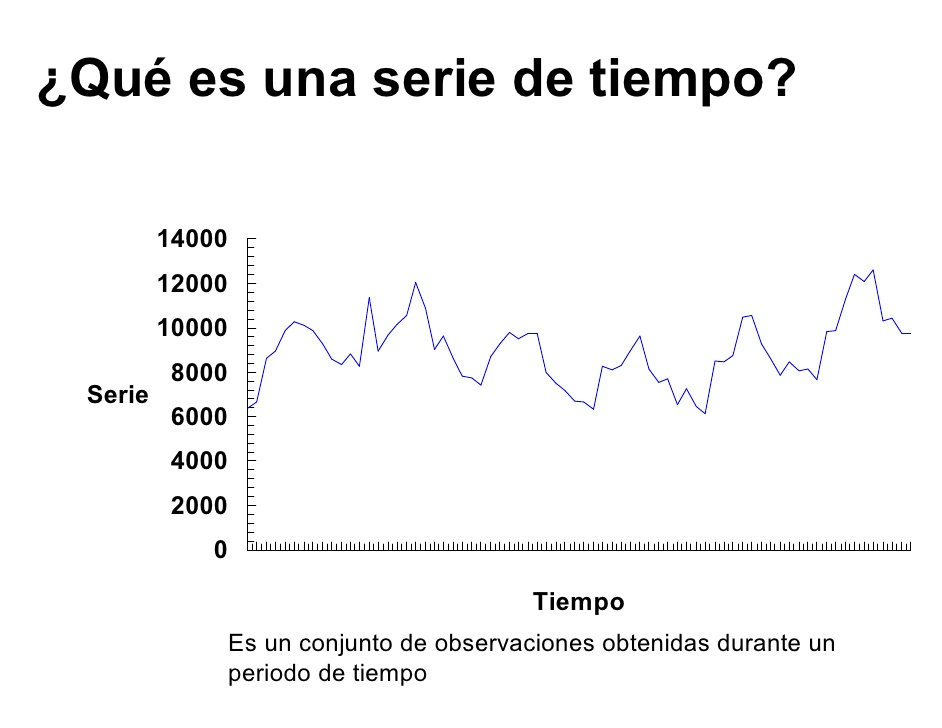 ¿Qué es una serie de tiempo?
14000
12000
10000
8000
Serie
6000
4000
2000
0
Tiempo
Es un conjunto de observaciones obtenidas durante un
periodo de tiempo